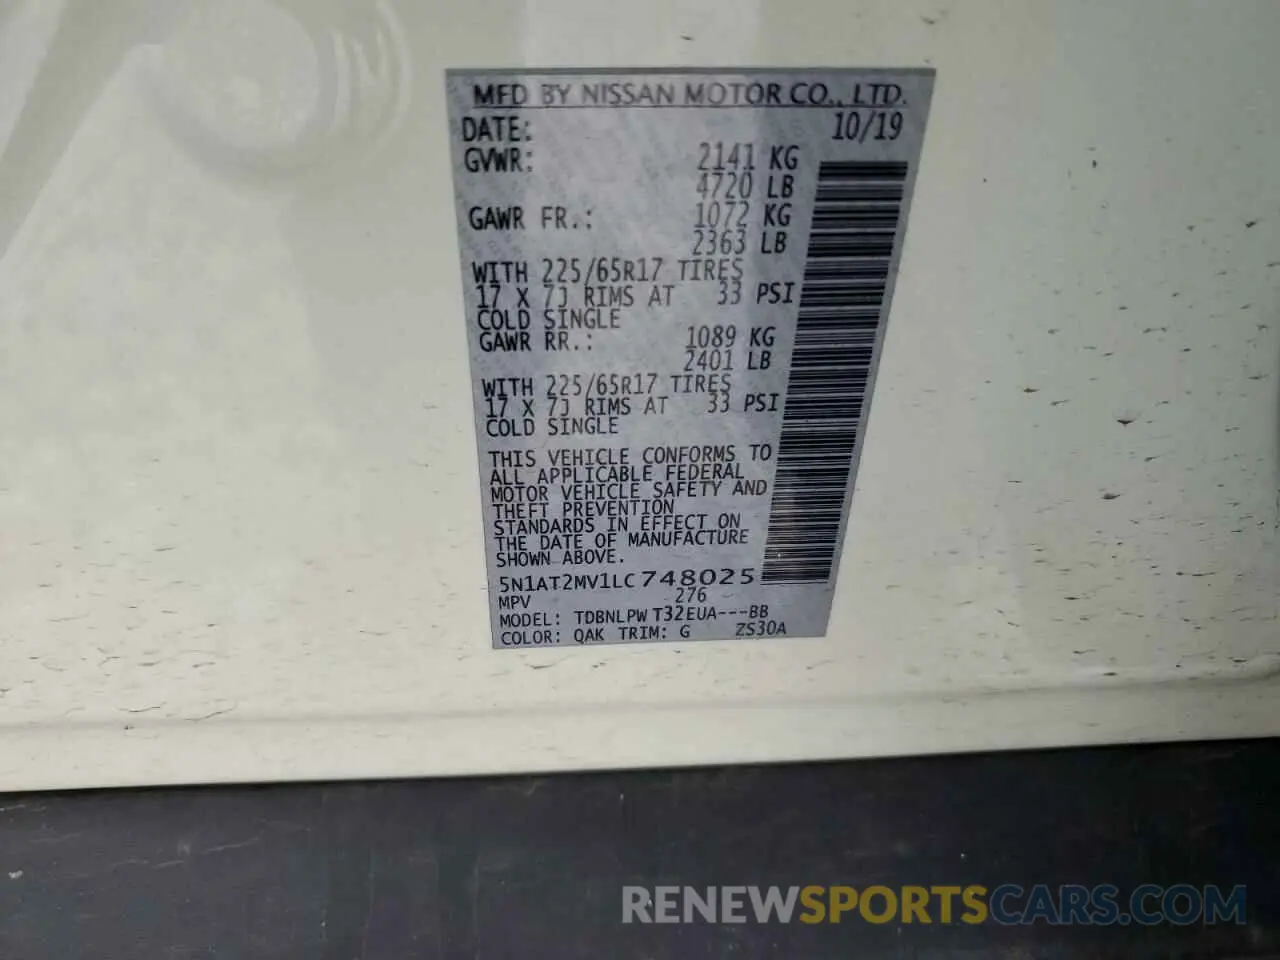 MFD BY NISSAN MOTOR CO., LTD.
DATE: 10/19
GVWR: 2141 KG
4720 LB
GAWR FR.: 1072 KG
2363 LB
WITH 225/65R17 TIRES
17 X 7J RIMS AT 33 PSI
COLD SINGLE
GAWR RR.: 1089 KG
2401 LB
WITH 225/65R17 TIRES
17 X 7J RIMS AT 33 PSI
COLD SINGLE
THIS VEHICLE CONFORMS TO
ALL APPLICABLE FEDERAL
MOTOR VEHICLE SAFETY AND
THEFT PREVENTION
STANDARDS IN EFFECT ON
THE DATE OF MANUFACTURE
SHOWN ABOVE.
5N1AT2MV1LC748025
MPV 276
MODEL: TDBNLPW T32EUA---BB
COLOR: QAK TRIM: G ZS30A
RENEWSPORTSCARS.COM